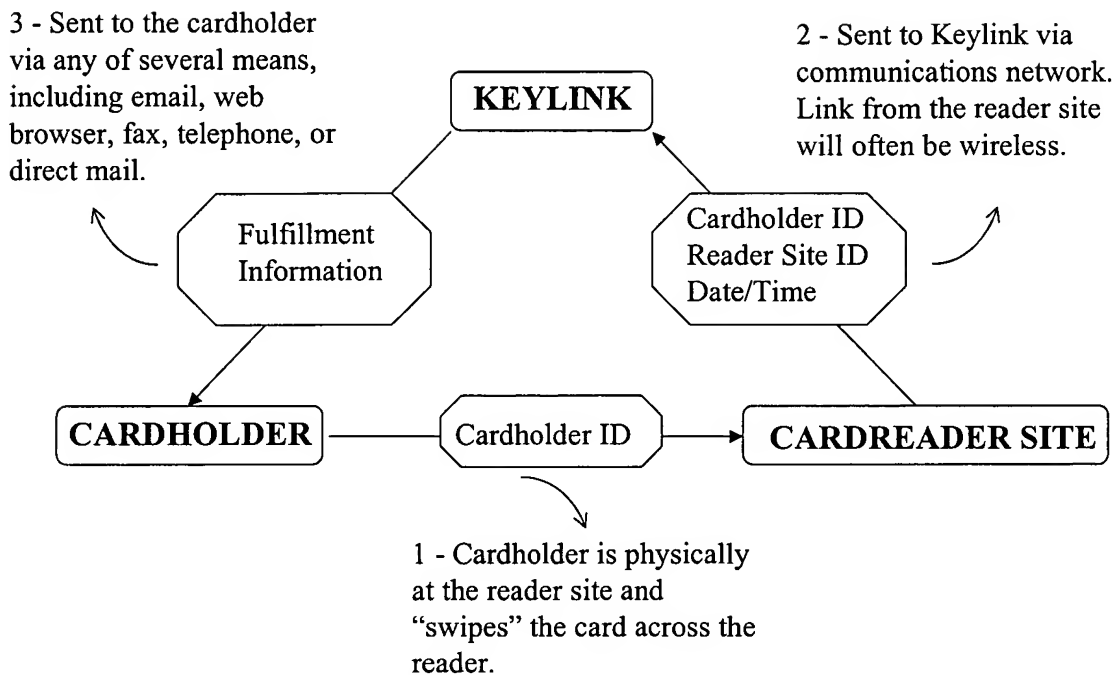 3 - Sent to the cardholder
via any of several means,
including email, web
browser, fax, telephone, or
direct mail.
2 - Sent to Keylink via
communications network.
Link from the reader site
will often be wireless.
KEYLINK
Fulfillment
Information
Cardholder ID
Reader Site ID
Date/Time
CARDHOLDER
Cardholder ID
CARDREADER SITE
1 - Cardholder is physically
at the reader site and
“swipes” the card across the
reader.